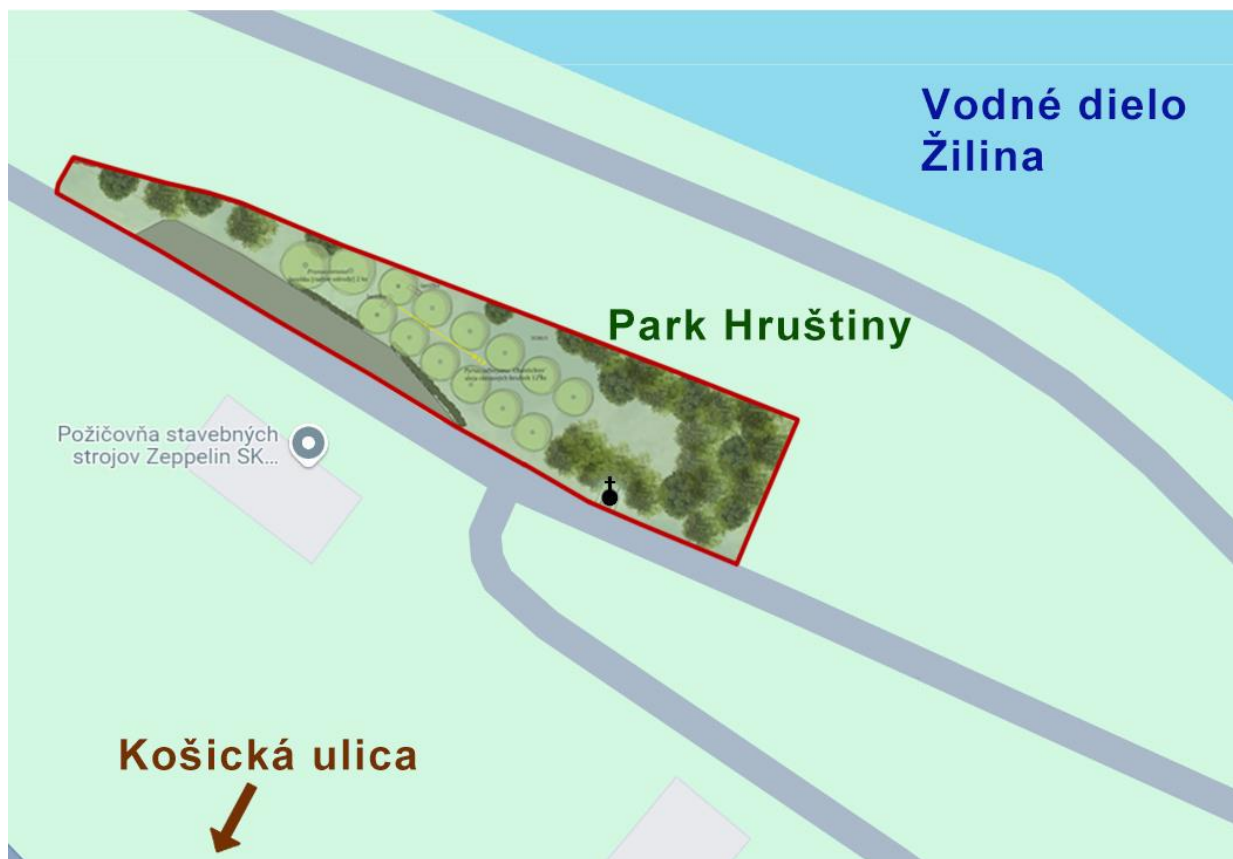 Vodné dielo
Žilina
Park Hruštiny
Požičovňa stavebných
strojov Zeppelin SK...
Košická ulica